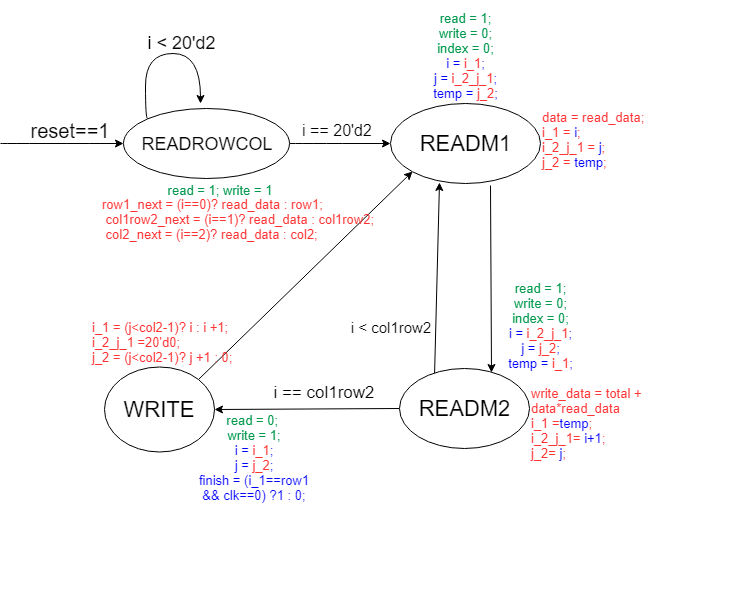 i < 20'd2
reset==1
READROWCOL
i == 20'd2
read = 1;
write = 0;
index = 0;
i = i_1;
j = i_2_j_1;
temp = j_2;
READM1
data = read_data;
i_1 = i;
i_2_j_1 = j;
j_2 = temp;
read = 1; write = 1
row1_next = (i==0)? read_data : row1;
col1row2_next = (i==1)? read_data : col1row2;
col2_next = (i==2)? read_data : col2;
read = 1;
write = 0;
index = 0;
i = i_2_j_1;
j = j_2;
temp = i_1;
i < col1row2
i_1 = (j<col2-1)? i : i +1;
i_2_j_1 =20'd0;
j_2 = (j<col2-1)? j +1 : 0;
WRITE
i == col1row2
READM2
write_data = total +
data*read_data
i_1 =temp;
i_2_j_1= i+1;
j_2= j;
read = 0;
write = 1;
i = i_1;
j = j_2;
finish = (i_1==row1
&& clk==0) ?1 : 0;